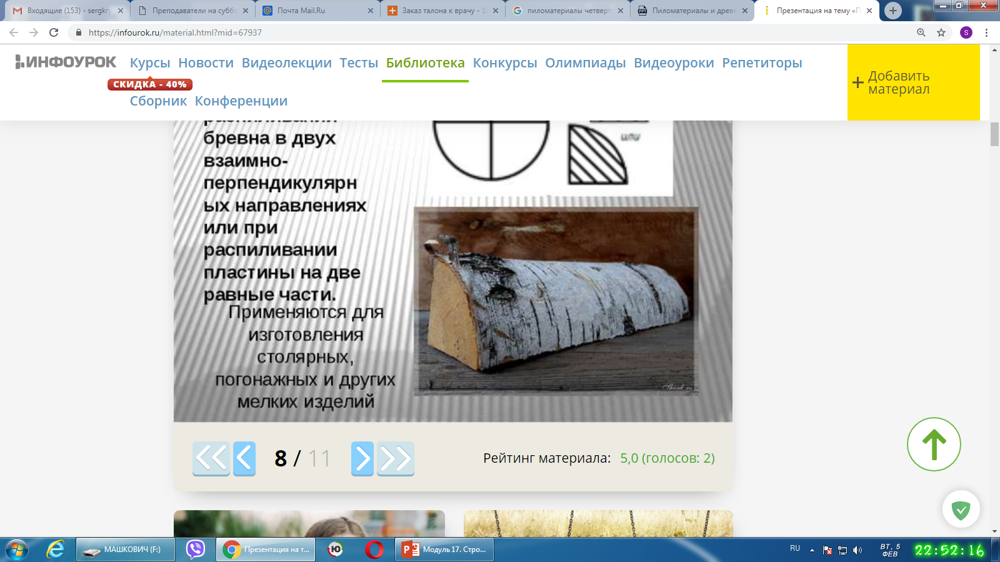 Входящие (153) - sergkry
Преподаватели на суббо
Почта Mail.Ru
Заказ талона к врачу - 1
пиломатериалы четверт
Пиломатериалы и древе
Презентация на тему «П
https://infourok.ru/material.html?mid=67937
S
ИНФОУРОК
Курсы Новости Видеолекции Тесты Библиотека Конкурсы Олимпиады Видеоуроки Репетиторы
СКИДКА - 40%
Сборник Конференции
+ Добавить
материал
распиливании
бревна в двух
взаимно-
перпендикулярн
ых направлениях
или при
распиливании
пластины на две
равные части.
Применяются для
изготовления
столярных,
погонажных и других
мелких изделий
или
8 / 11
Рейтинг материала: 5,0 (голосов: 2)
МАШКОВИЧ (F:)
Презентация на т...
Модуль 17. Стро...
RU
ВТ, 5
ФЕВ
22:52:16